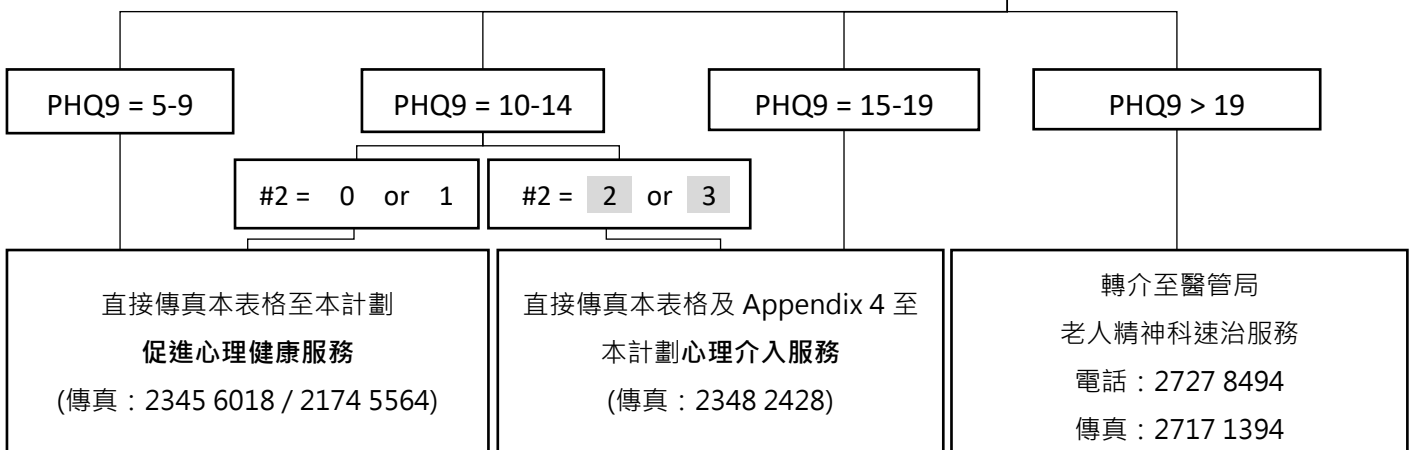 PHQ9 = 5-9
PHQ9 = 10-14
PHQ9 = 15-19
PHQ9 > 19
#2 = 0 or 1
#2 = 2 or 3
直接傳真本表格至本計劃
促進心理健康服務
(傳真：2345 6018 / 2174 5564)
直接傳真本表格及 Appendix 4 至
本計劃心理介入服務
(傳真：2348 2428)
轉介至醫管局
老人精神科速治服務
電話：2727 8494
傳真：2717 1394